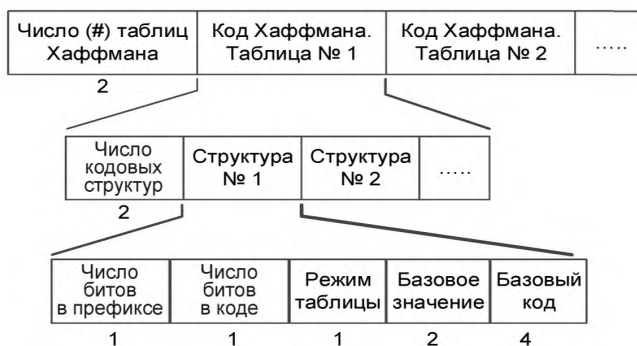 Число (#) таблиц
Хаффмана
Код Хаффмана.
Таблица № 1
Код Хаффмана.
Таблица № 2
.....
2
Число
кодовых
структур
Структура
№ 1
Структура
№ 2
.....
2
Число
битов
в префиксе
Число
битов
в коде
Режим
таблицы
Базовое
значение
Базовый
код
1
1
1
2
4